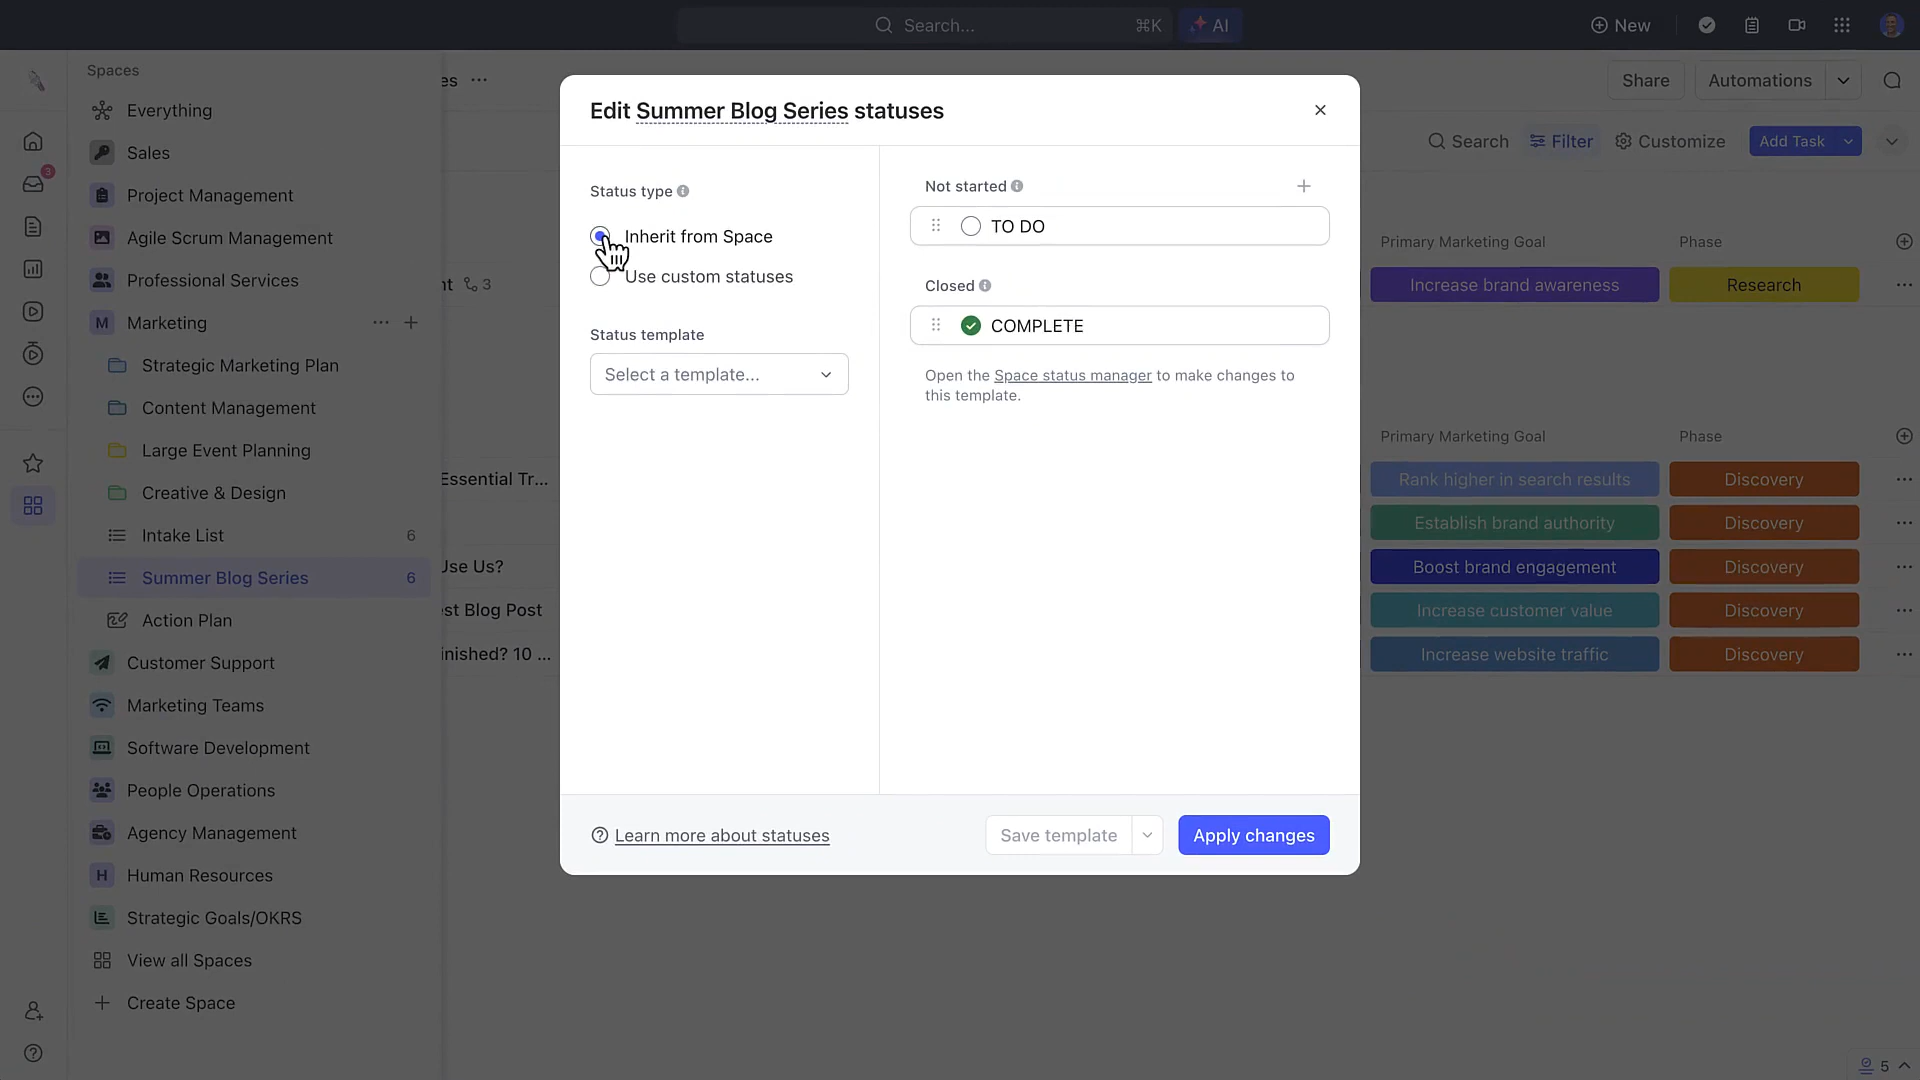 Search...
⌘K
AI
New
Spaces
Everything
Sales
Project Management
Agile Scrum Management
Professional Services
Marketing
Strategic Marketing Plan
Content Management
Large Event Planning
Creative & Design
Intake List 6
Summer Blog Series 6
Action Plan
Customer Support
Marketing Teams
Software Development
People Operations
Agency Management
Human Resources
Strategic Goals/OKRS
View all Spaces
Create Space
3
M
H
es ...
Share
Automations
Search
Filter
Customize
Add Task
nt 3
Essential Tr...
Use Us?
est Blog Post
inished? 10 ...
Edit Summer Blog Series statuses
Status type
Inherit from Space
Use custom statuses
Status template
Select a template...
Not started
TO DO
Closed
COMPLETE
Open the Space status manager to make changes to
this template.
Learn more about statuses
Save template
Apply changes
Primary Marketing Goal Phase
Increase brand awareness Research
Primary Marketing Goal Phase
Rank higher in search results Discovery
Establish brand authority Discovery
Boost brand engagement Discovery
Increase customer value Discovery
Increase website traffic Discovery
5